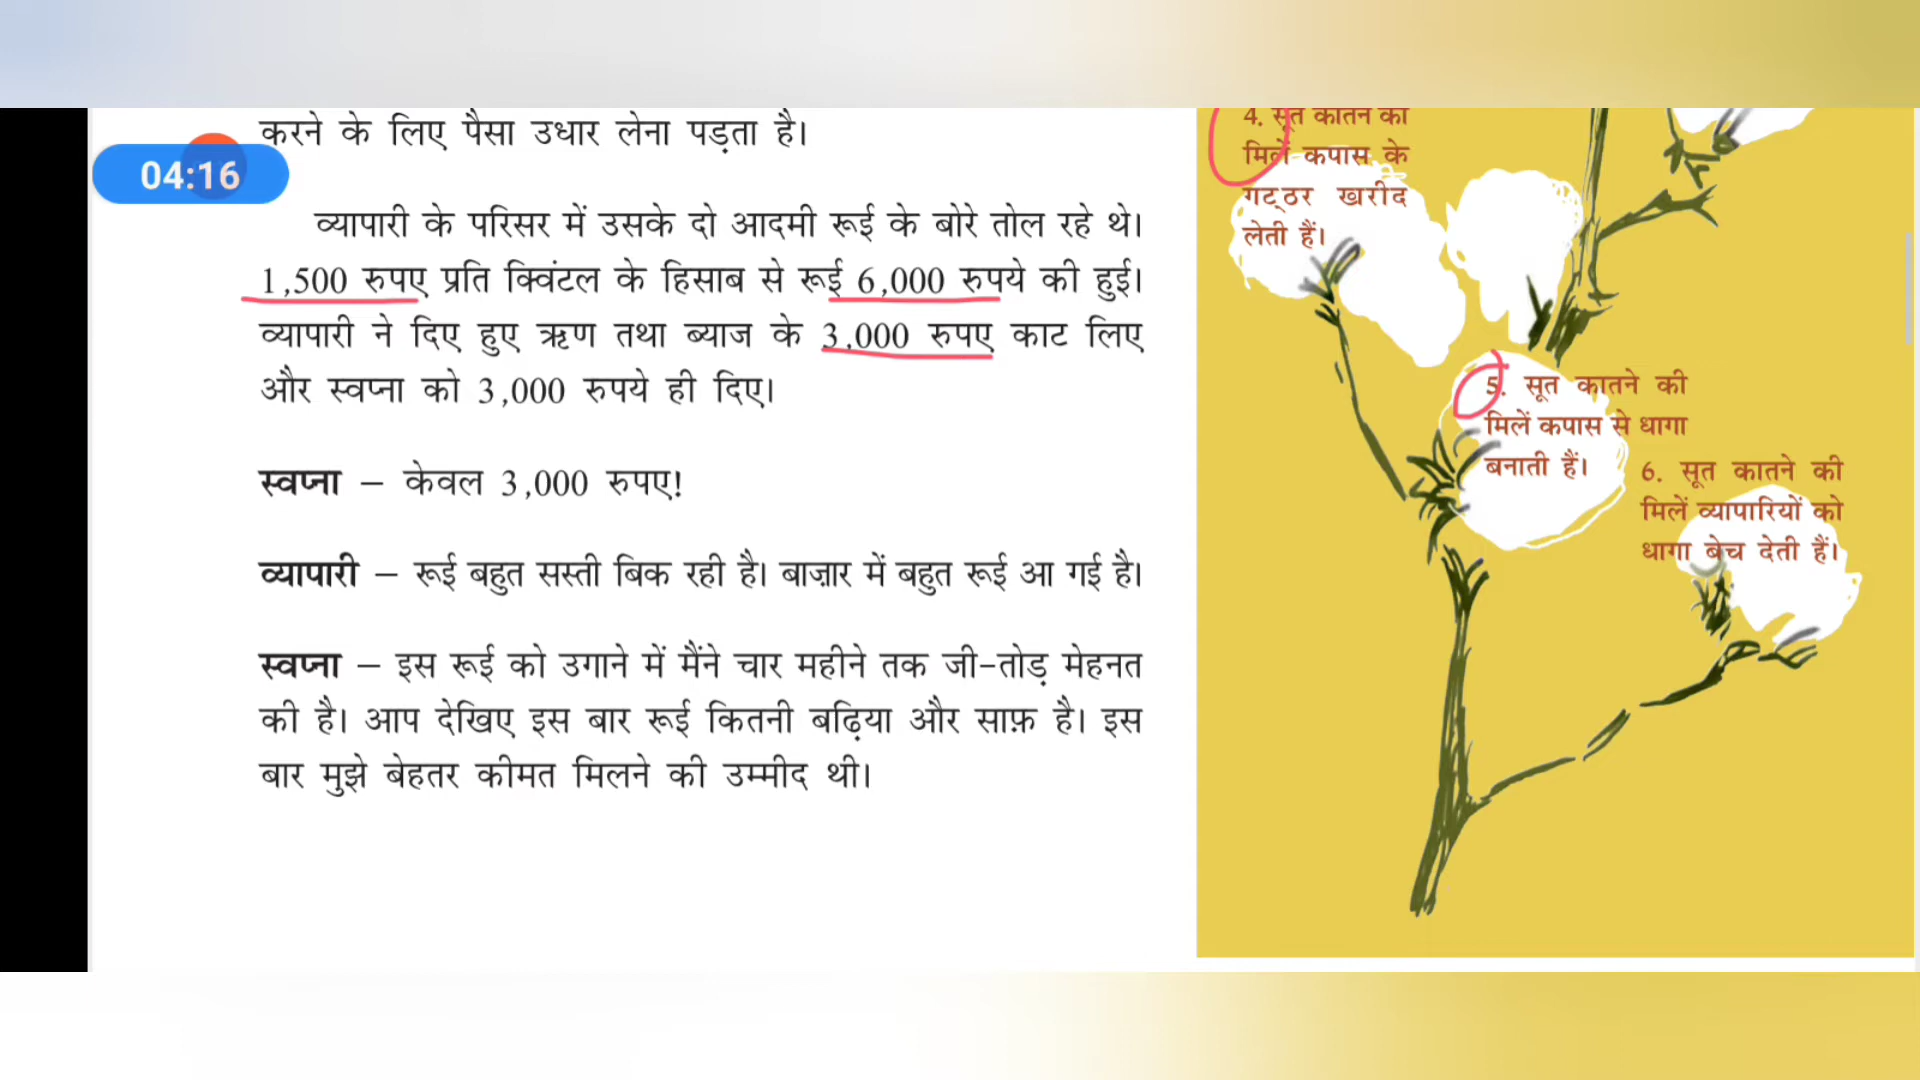 करने के लिए पैसा उधार लेना पड़ता है।
04:16
व्यापारी के परिसर में उसके दो आदमी रूई के बोरे तोल रहे थे।
1,500 रुपए प्रति क्विंटल के हिसाब से रूई 6,000 रुपये की हुई।
व्यापारी ने दिए हुए ऋण तथा ब्याज के 3,000 रुपए काट लिए
और स्वप्ना को 3,000 रुपये ही दिए।
स्वप्ना – केवल 3,000 रुपए!
व्यापारी – रूई बहुत सस्ती बिक रही है। बाज़ार में बहुत रूई आ गई है।
स्वप्ना – इस रूई को उगाने में मैंने चार महीने तक जी-तोड़ मेहनत
की है। आप देखिए इस बार रूई कितनी बढ़िया और साफ़ है। इस
बार मुझे बेहतर कीमत मिलने की उम्मीद थी।
4. सूत कातने की
मिलें कपास के
गट्ठर खरीद
लेती हैं।
5. सूत कातने की
मिलें कपास से धागा
बनाती हैं।
6. सूत कातने की
मिलें व्यापारियों को
धागा बेच देती हैं।